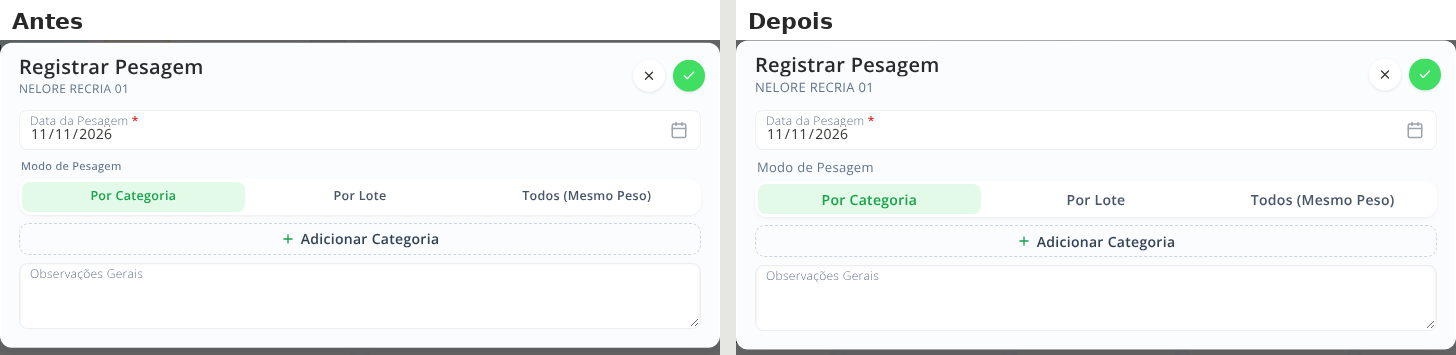 Antes
Registrar Pesagem
NELORE RECRIA 01
Data da Pesagem *
11/11/2026
Modo de Pesagem
Por Categoria
Por Lote
Todos (Mesmo Peso)
+ Adicionar Categoria
Observações Gerais
Depois
Registrar Pesagem
NELORE RECRIA 01
Data da Pesagem *
11/11/2026
Modo de Pesagem
Por Categoria
Por Lote
Todos (Mesmo Peso)
+ Adicionar Categoria
Observações Gerais